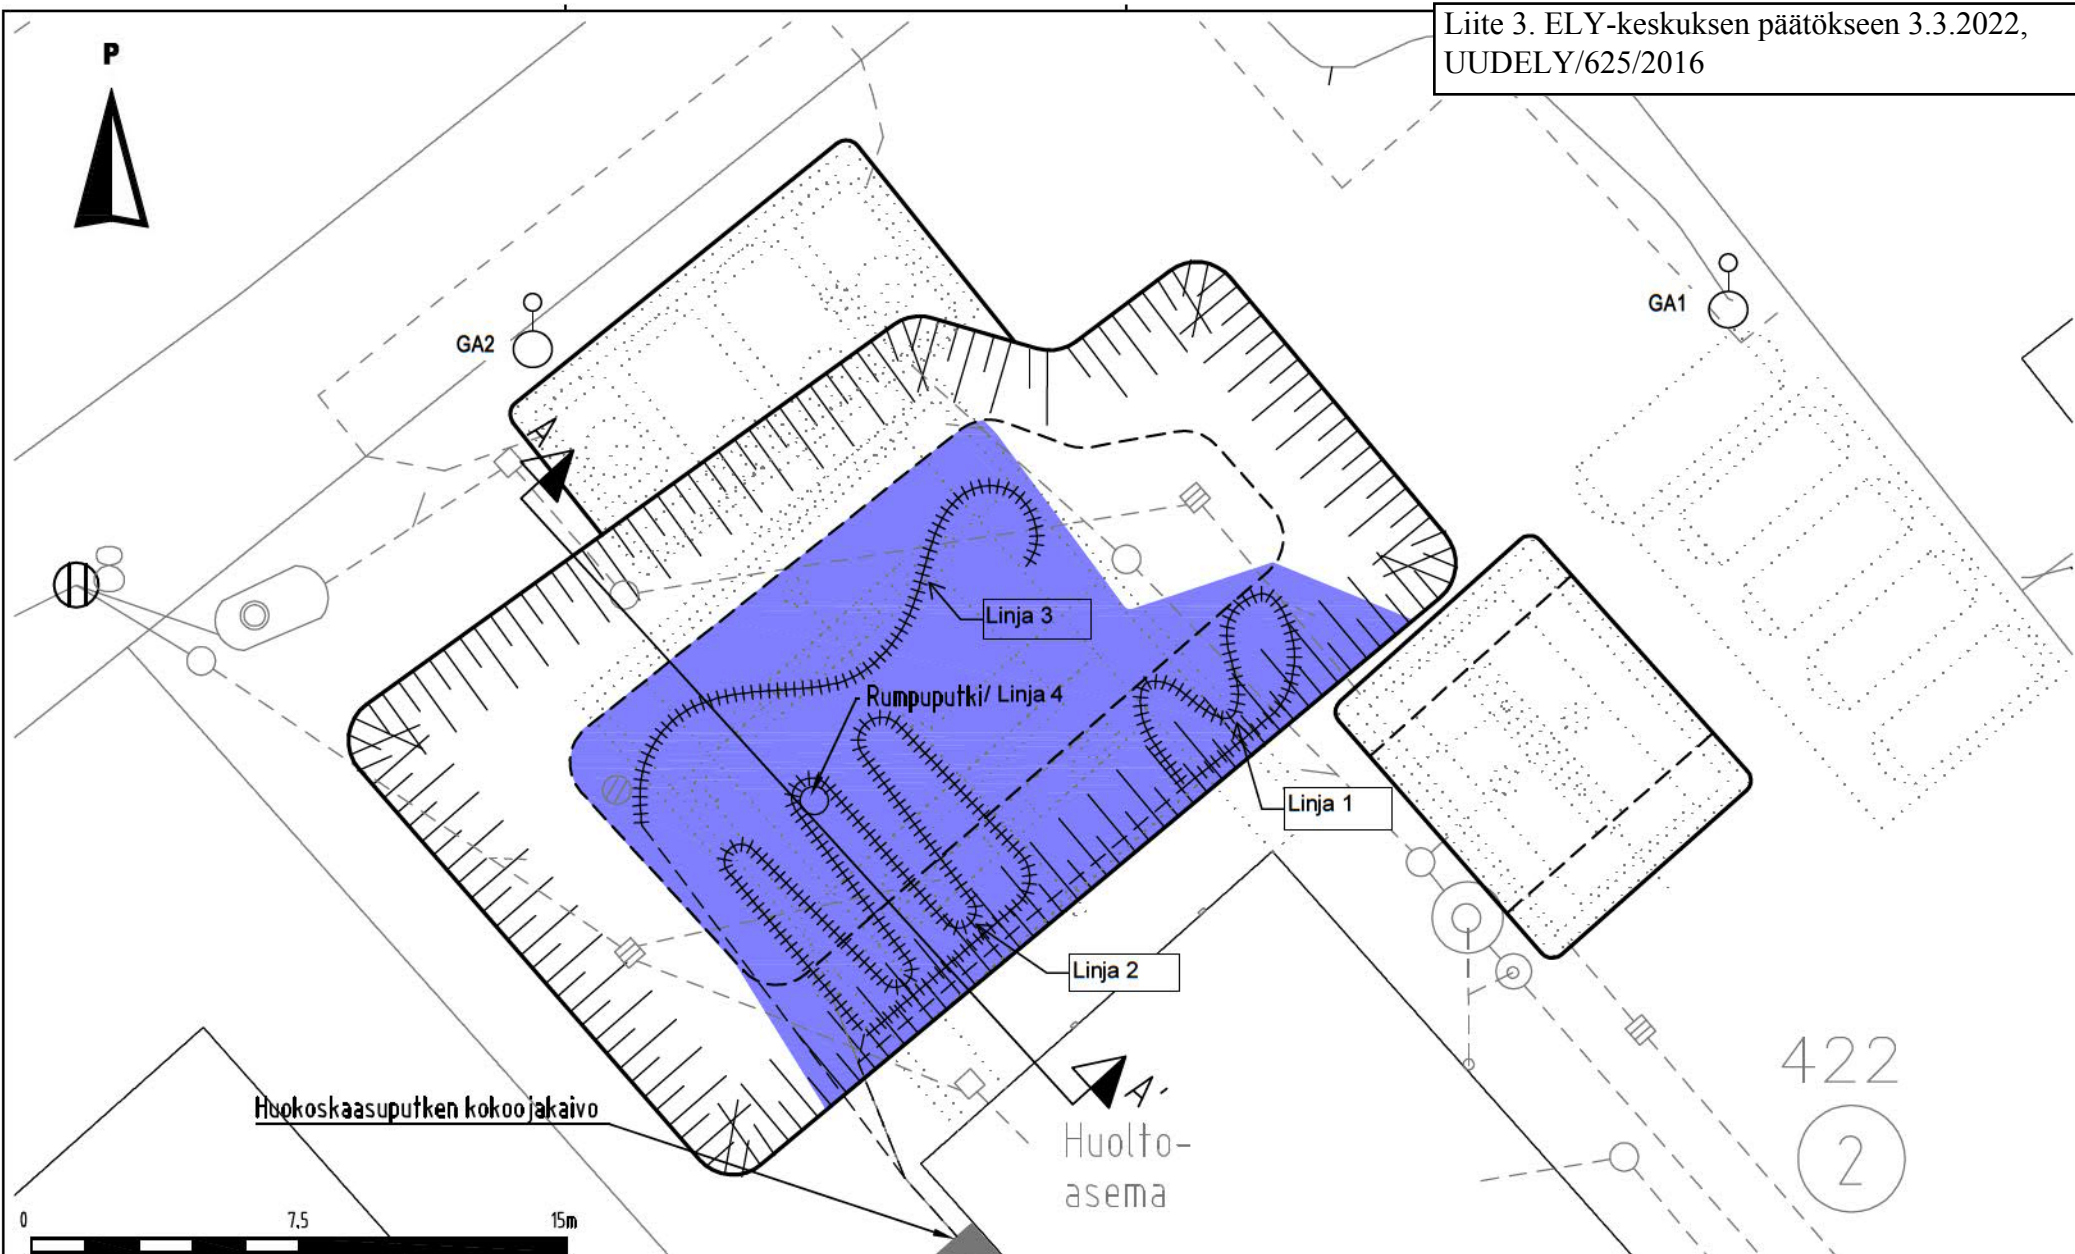 Liite 3. ELY-keskuksen päätökseen 3.3.2022,
UUDELY/625/2016
P
GA2
GA1
A
Linja 3
Rumpuputki/ Linja 4
Linja 1
Linja 2
A'
422
2
Huolto-
asema
Huokoskaasuputken kokoojakaivo
0 7,5 15m